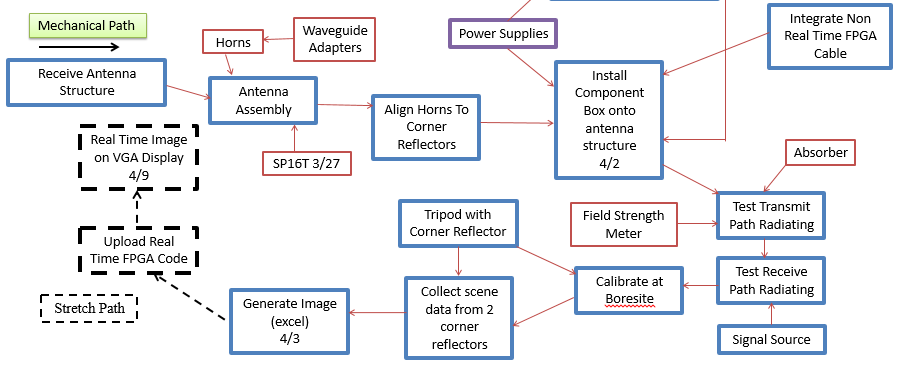 Mechanical Path
Receive Antenna
Structure
Horns
Waveguide
Adapters
Power Supplies
Integrate Non
Real Time FPGA
Cable
Antenna
Assembly
Align Horns To
Corner
Reflectors
Install
Component
Box onto
antenna
structure
4/2
SP16T 3/27
Real Time Image
on VGA Display
4/9
Absorber
Tripod with
Corner Reflector
Field Strength
Meter
Test Transmit
Path Radiating
Upload Real
Time FPGA Code
Test Receive
Path Radiating
Calibrate at
Boresite
Collect scene
data from 2
corner
reflectors
Generate Image
(excel)
4/3
Stretch Path
Signal Source